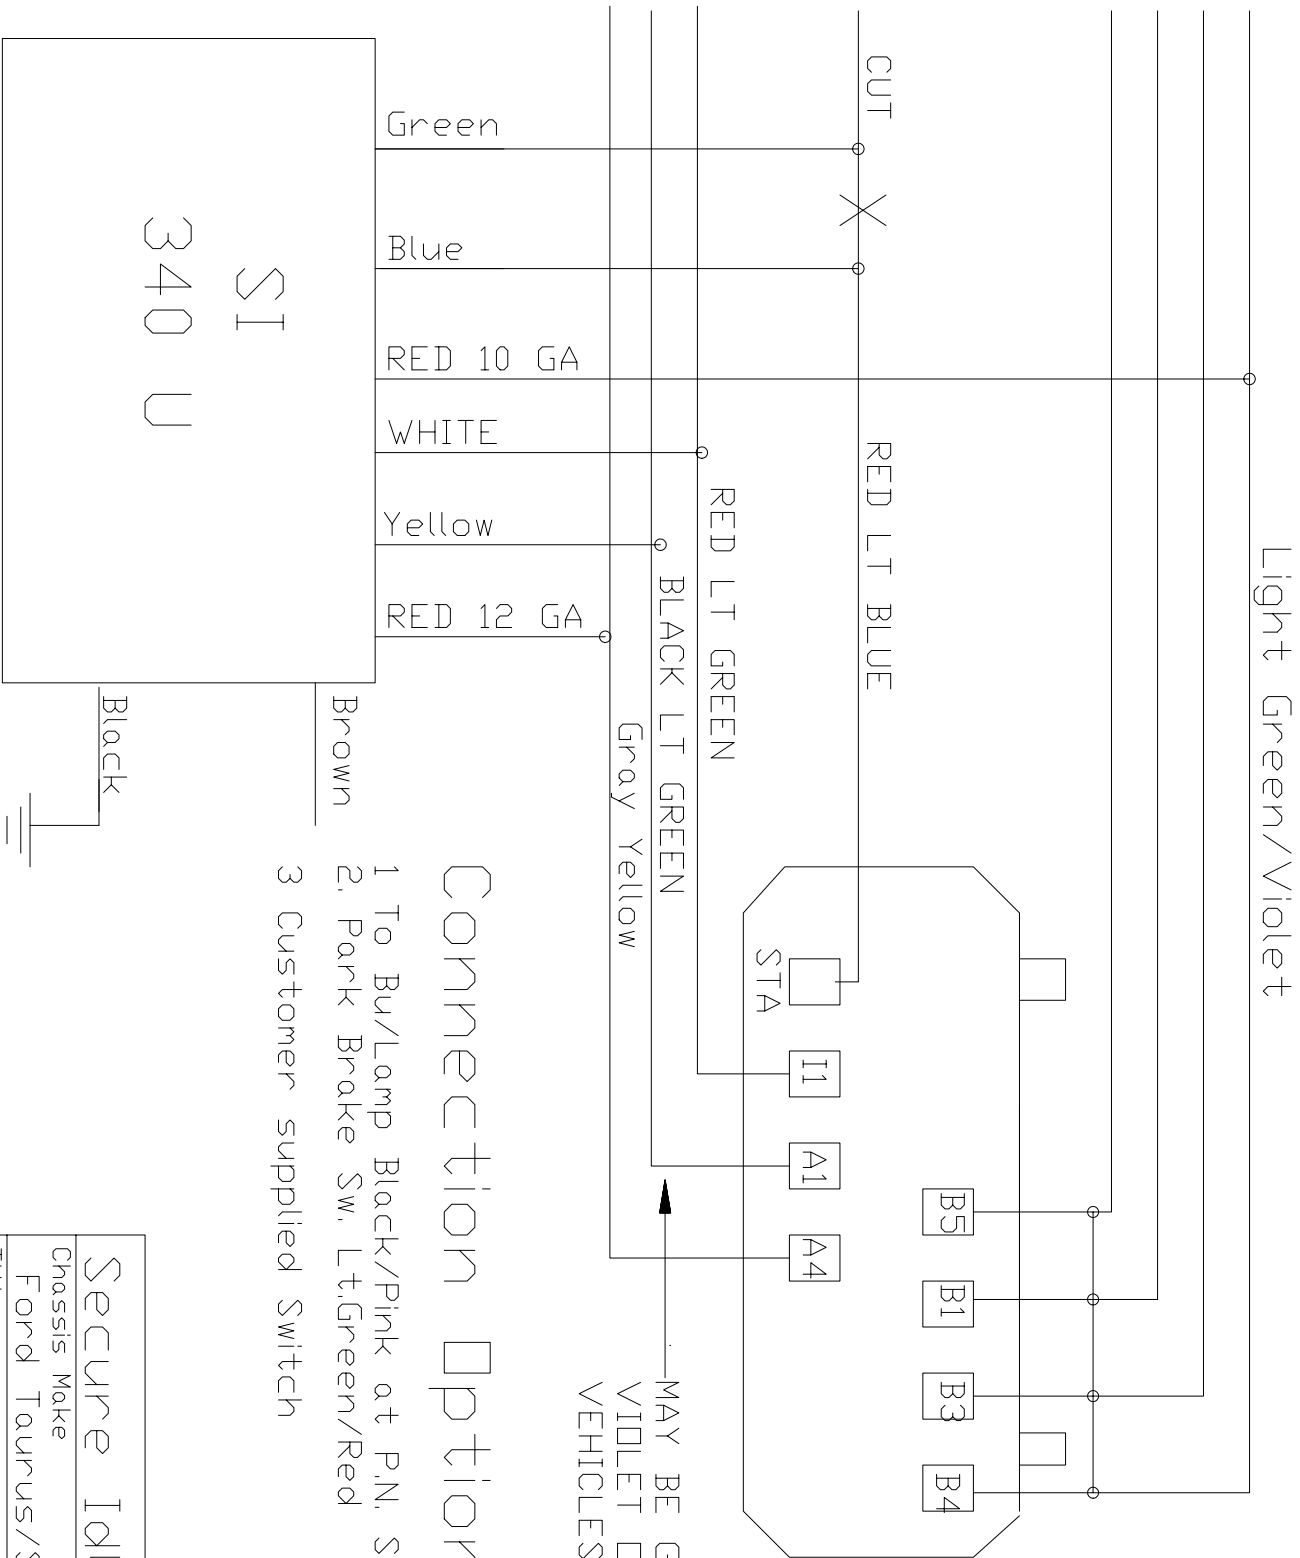 CUT
Green
Blue
RED 10 GA
WHITE
Yellow
RED 12 GA
SI
340 U
RED LT BLUE
RED LT GREEN
BLACK LT GREEN
Gray Yellow
Light Green/Violet
Black
Brown
STA
I1
A1
A4
B5
B1
B3
B4
Connection
1 To Bu/Lamp Black/Pink at P.N. S
2. Park Brake Sw. Lt.Green/Red
3 Customer supplied Switch
MAY BE G
VIOLET
VEHICLES
Secure
Chassis Make
Ford Taurus/S